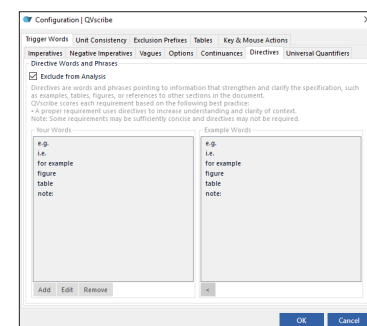 Configuration | QVscribe
Trigger Words Unit Consistency Exclusion Prefixes Tables Key & Mouse Actions
Imperatives Negative Imperatives Vagues Options Continuances Directives Universal Quantifiers
Directive Words and Phrases
Exclude from Analysis
Directives are words and phrases pointing to information that strengthen and clarify the specification, such
as examples, tables, figures, or references to other sections in the document.
QVscribe scores each requirement based on the following best practice:
- A proper requirement uses directives to increase understanding and clarity of context.
Note: Some requirements may be sufficiently concise and directives may not be required.
Your Words Example Words
e.g. e.g.
i.e. i.e.
for example for example
figure figure
table table
note: note:
Add Edit Remove <
OK Cancel